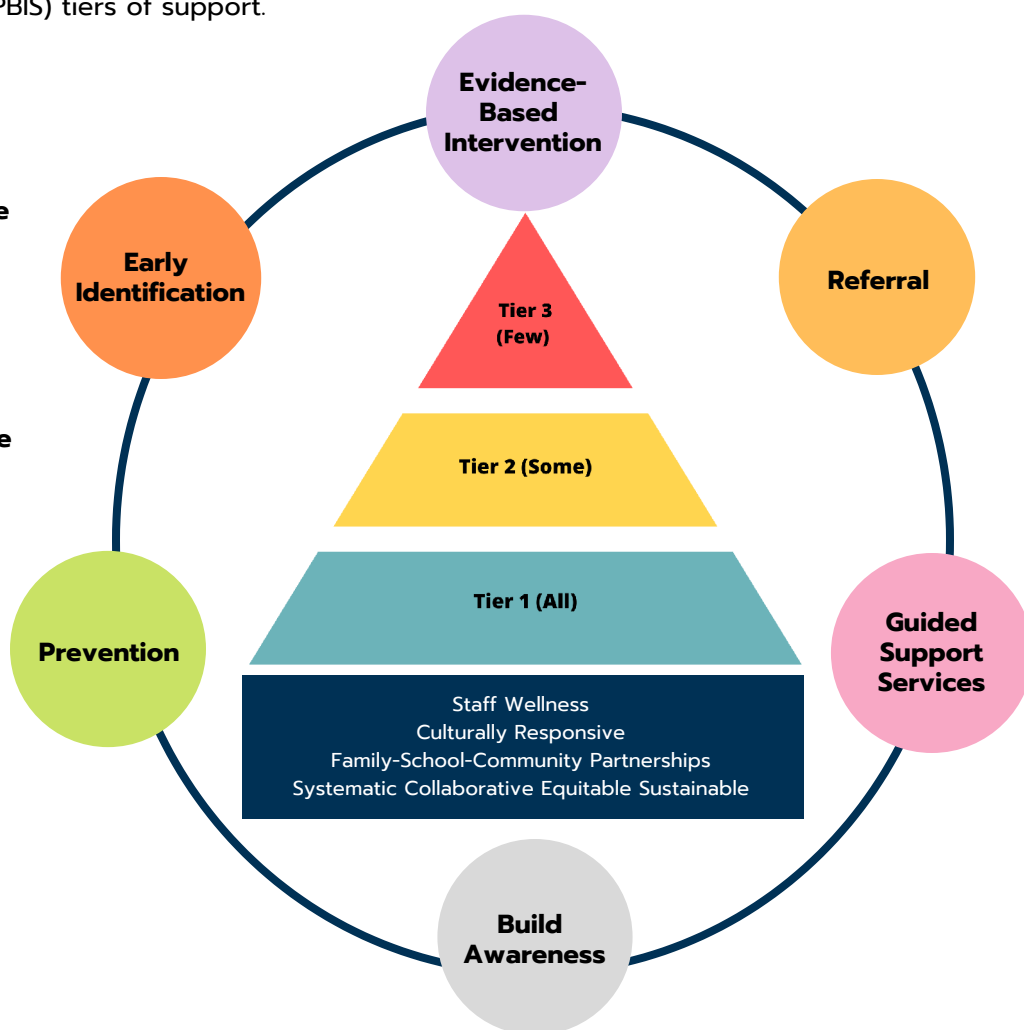 PBIS) tiers of support.
Evidence-
Based
Intervention
e
Early
Identification
Referral
Tier 3
(Few)
e
Tier 2 (Some)
Tier 1 (All)
Prevention
Guided
Support
Services
Staff Wellness
Culturally Responsive
Family-School-Community Partnerships
Systematic Collaborative Equitable Sustainable
Build
Awareness